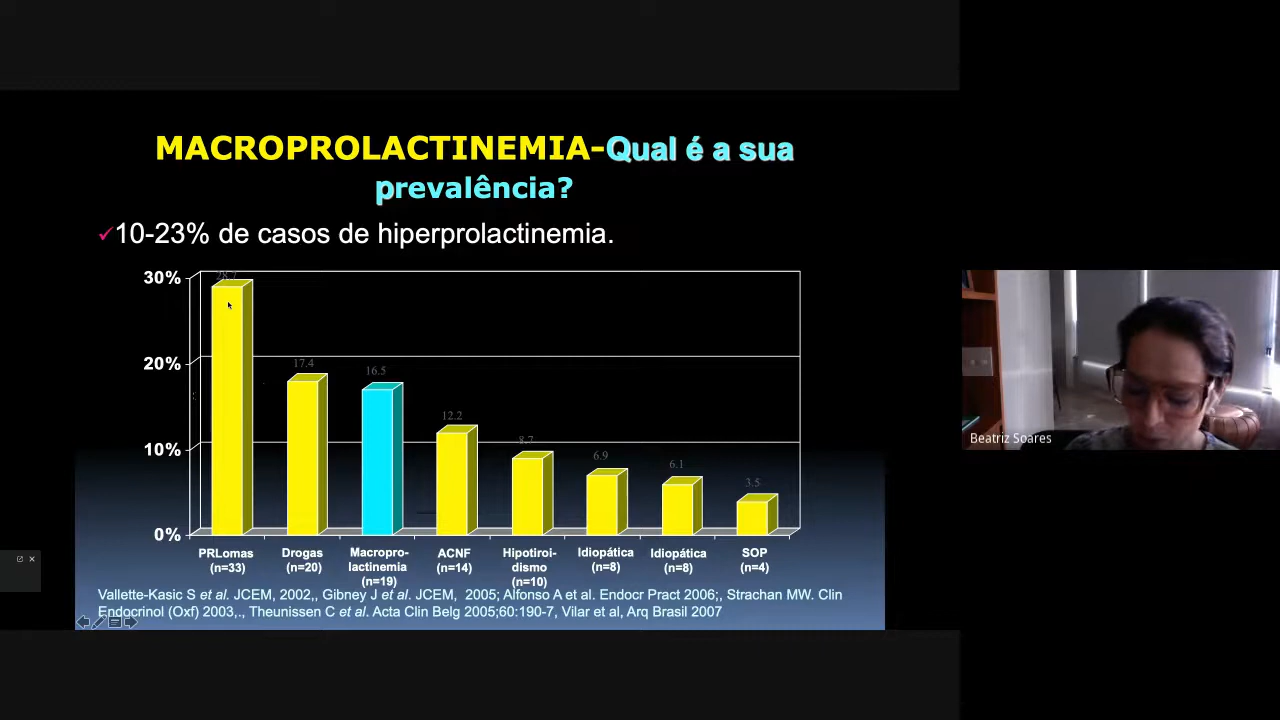 MACROPROLACTINEMIA-Qual é a sua
prevalência?
✓10-23% de casos de hiperprolactinemia.
30%
20%
10%
0%
28.7
17.4
16.5
12.2
8.7
6.9
6.1
3.5
PRLomas
(n=33)
Drogas
(n=20)
Macropro-
lactinemia
(n=19)
ACNF
(n=14)
Hipotiroi-
dismo
(n=10)
Idiopática
(n=8)
Idiopática
(n=8)
SOP
(n=4)
Vallette-Kasic S et al. JCEM, 2002,, Gibney J et al. JCEM, 2005; Alfonso A et al. Endocr Pract 2006;, Strachan MW. Clin
Endocrinol (Oxf) 2003,., Theunissen C et al. Acta Clin Belg 2005;60:190-7, Vilar et al, Arq Brasil 2007
Beatriz Soares